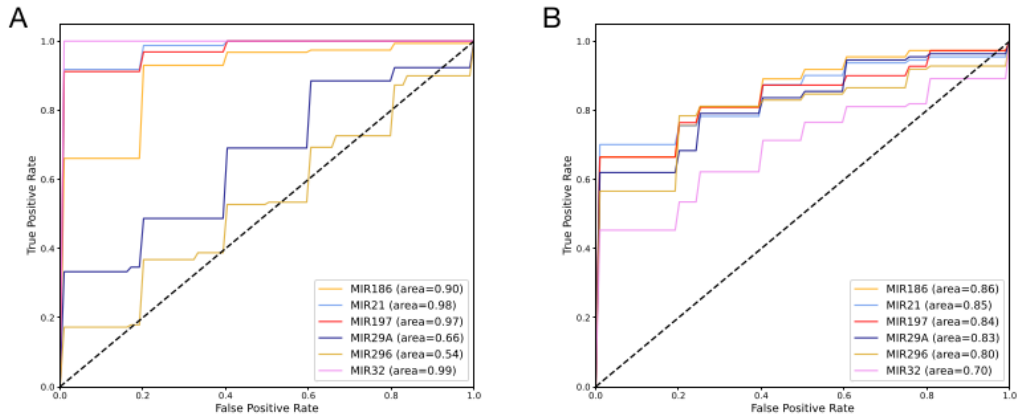 A
True Positive Rate
1.0
0.8
0.6
0.4
0.2
0.0
0.0 0.2 0.4 0.6 0.8 1.0
False Positive Rate
MIR186 (area=0.90)
MIR21 (area=0.98)
MIR197 (area=0.97)
MIR29A (area=0.66)
MIR296 (area=0.54)
MIR32 (area=0.99)
B
True Positive Rate
1.0
0.8
0.6
0.4
0.2
0.0
0.0 0.2 0.4 0.6 0.8 1.0
False Positive Rate
MIR186 (area=0.86)
MIR21 (area=0.85)
MIR197 (area=0.84)
MIR29A (area=0.83)
MIR296 (area=0.80)
MIR32 (area=0.70)